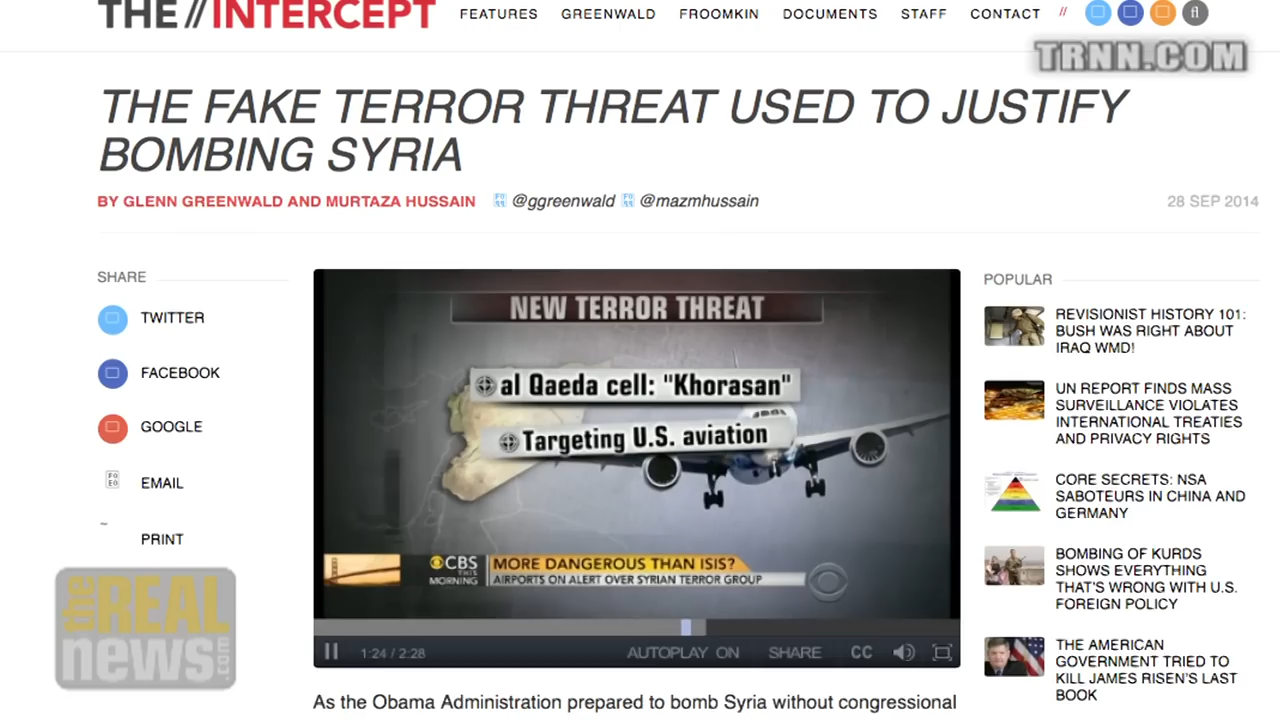 THE // INTERCEPT
FEATURES GREENWALD FROOMKIN DOCUMENTS STAFF CONTACT //
TRNN.COM
THE FAKE TERROR THREAT USED TO JUSTIFY
BOMBING SYRIA
BY GLENN GREENWALD AND MURTAZA HUSSAIN @ggreenwald @mazmhussain
28 SEP 2014
SHARE
TWITTER
FACEBOOK
GOOGLE
EMAIL
PRINT
the REAL
news.com
NEW TERROR THREAT
al Qaeda cell: "Khorasan"
Targeting U.S. aviation
CBS
THIS
MORNING
MORE DANGEROUS THAN ISIS?
AIRPORTS ON ALERT OVER SYRIAN TERROR GROUP
1:24 / 2:28
AUTOPLAY ON SHARE CC
As the Obama Administration prepared to bomb Syria without congressional
POPULAR
REVISIONIST HISTORY 101:
BUSH WAS RIGHT ABOUT
IRAQ WMD!
UN REPORT FINDS MASS
SURVEILLANCE VIOLATES
INTERNATIONAL TREATIES
AND PRIVACY RIGHTS
CORE SECRETS: NSA
SABOTEURS IN CHINA AND
GERMANY
BOMBING OF KURDS
SHOWS EVERYTHING
THAT'S WRONG WITH U.S.
FOREIGN POLICY
THE AMERICAN
GOVERNMENT TRIED TO
KILL JAMES RISEN'S LAST
BOOK